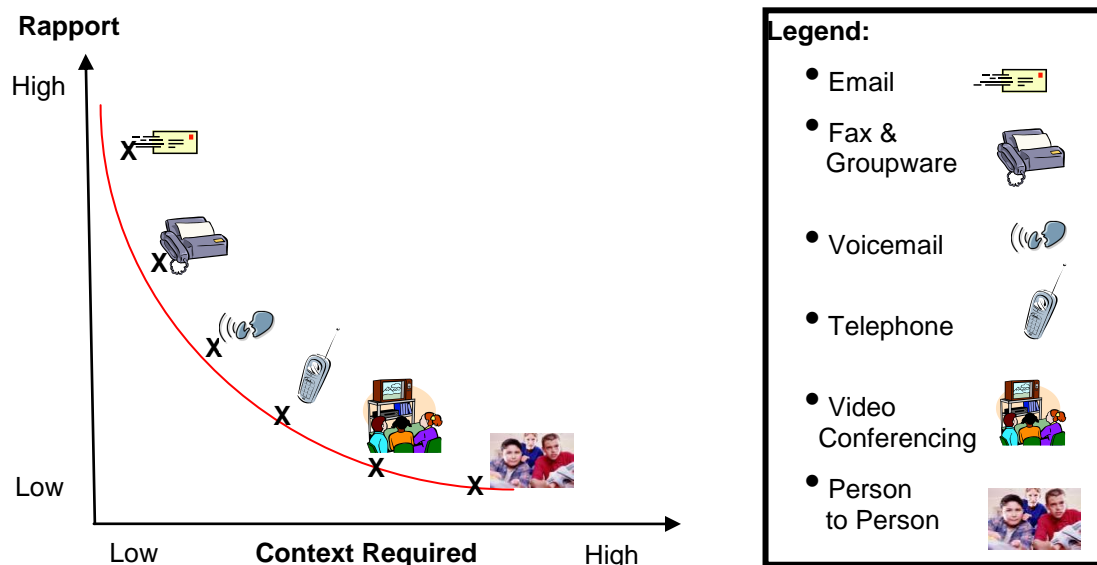 Rapport
High
X
X
X
X
X
X
Low
Low
Context Required
High
Legend:
• Email
• Fax &
Groupware
• Voicemail
• Telephone
• Video
Conferencing
• Person
to Person